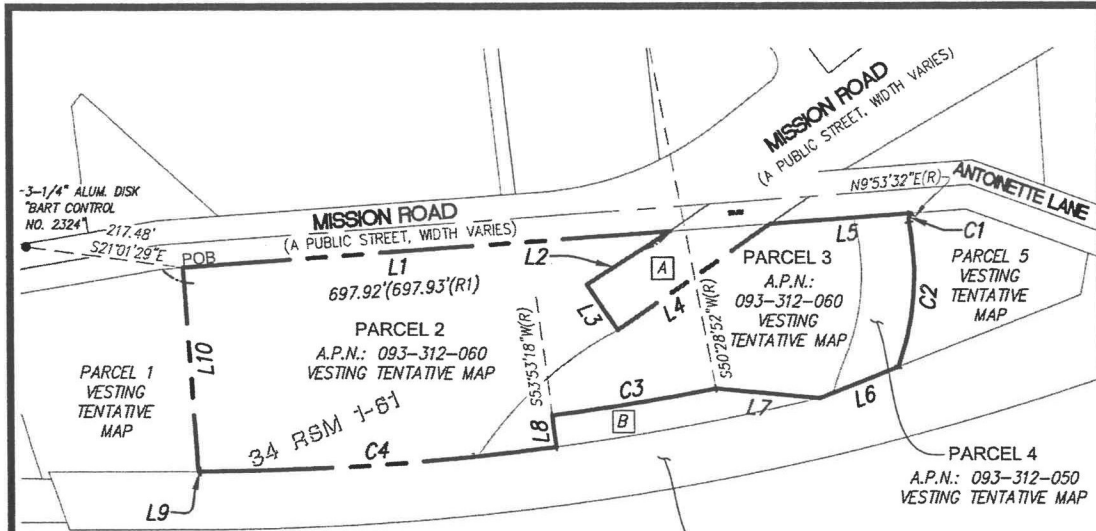 MISSION ROAD
(A PUBLIC STREET, WIDTH VARIES)
-3-1/4" ALUM. DISK
"BART CONTROL
NO. 2324"
217.48'
S21°01'29"E
POB
MISSION ROAD
(A PUBLIC STREET, WIDTH VARIES)
N9°53'32"E(R)
ANTOINETTE LANE
C1
L1
697.92'(697.93'(R1)
L2
A
L3
L4
L5
PARCEL 3
A.P.N.:
093-312-060
VESTING
TENTATIVE MAP
PARCEL 5
VESTING
TENTATIVE
MAP
C2
PARCEL 2
A.P.N.: 093-312-060
VESTING TENTATIVE MAP
S53°53'18"W(R)
S50°28'52"W(R)
PARCEL 1
VESTING
TENTATIVE
MAP
L10
34 RSM 1-61
C4
L8
C3
B
L7
L6
L9
PARCEL 4
A.P.N.: 093-312-050
VESTING TENTATIVE MAP